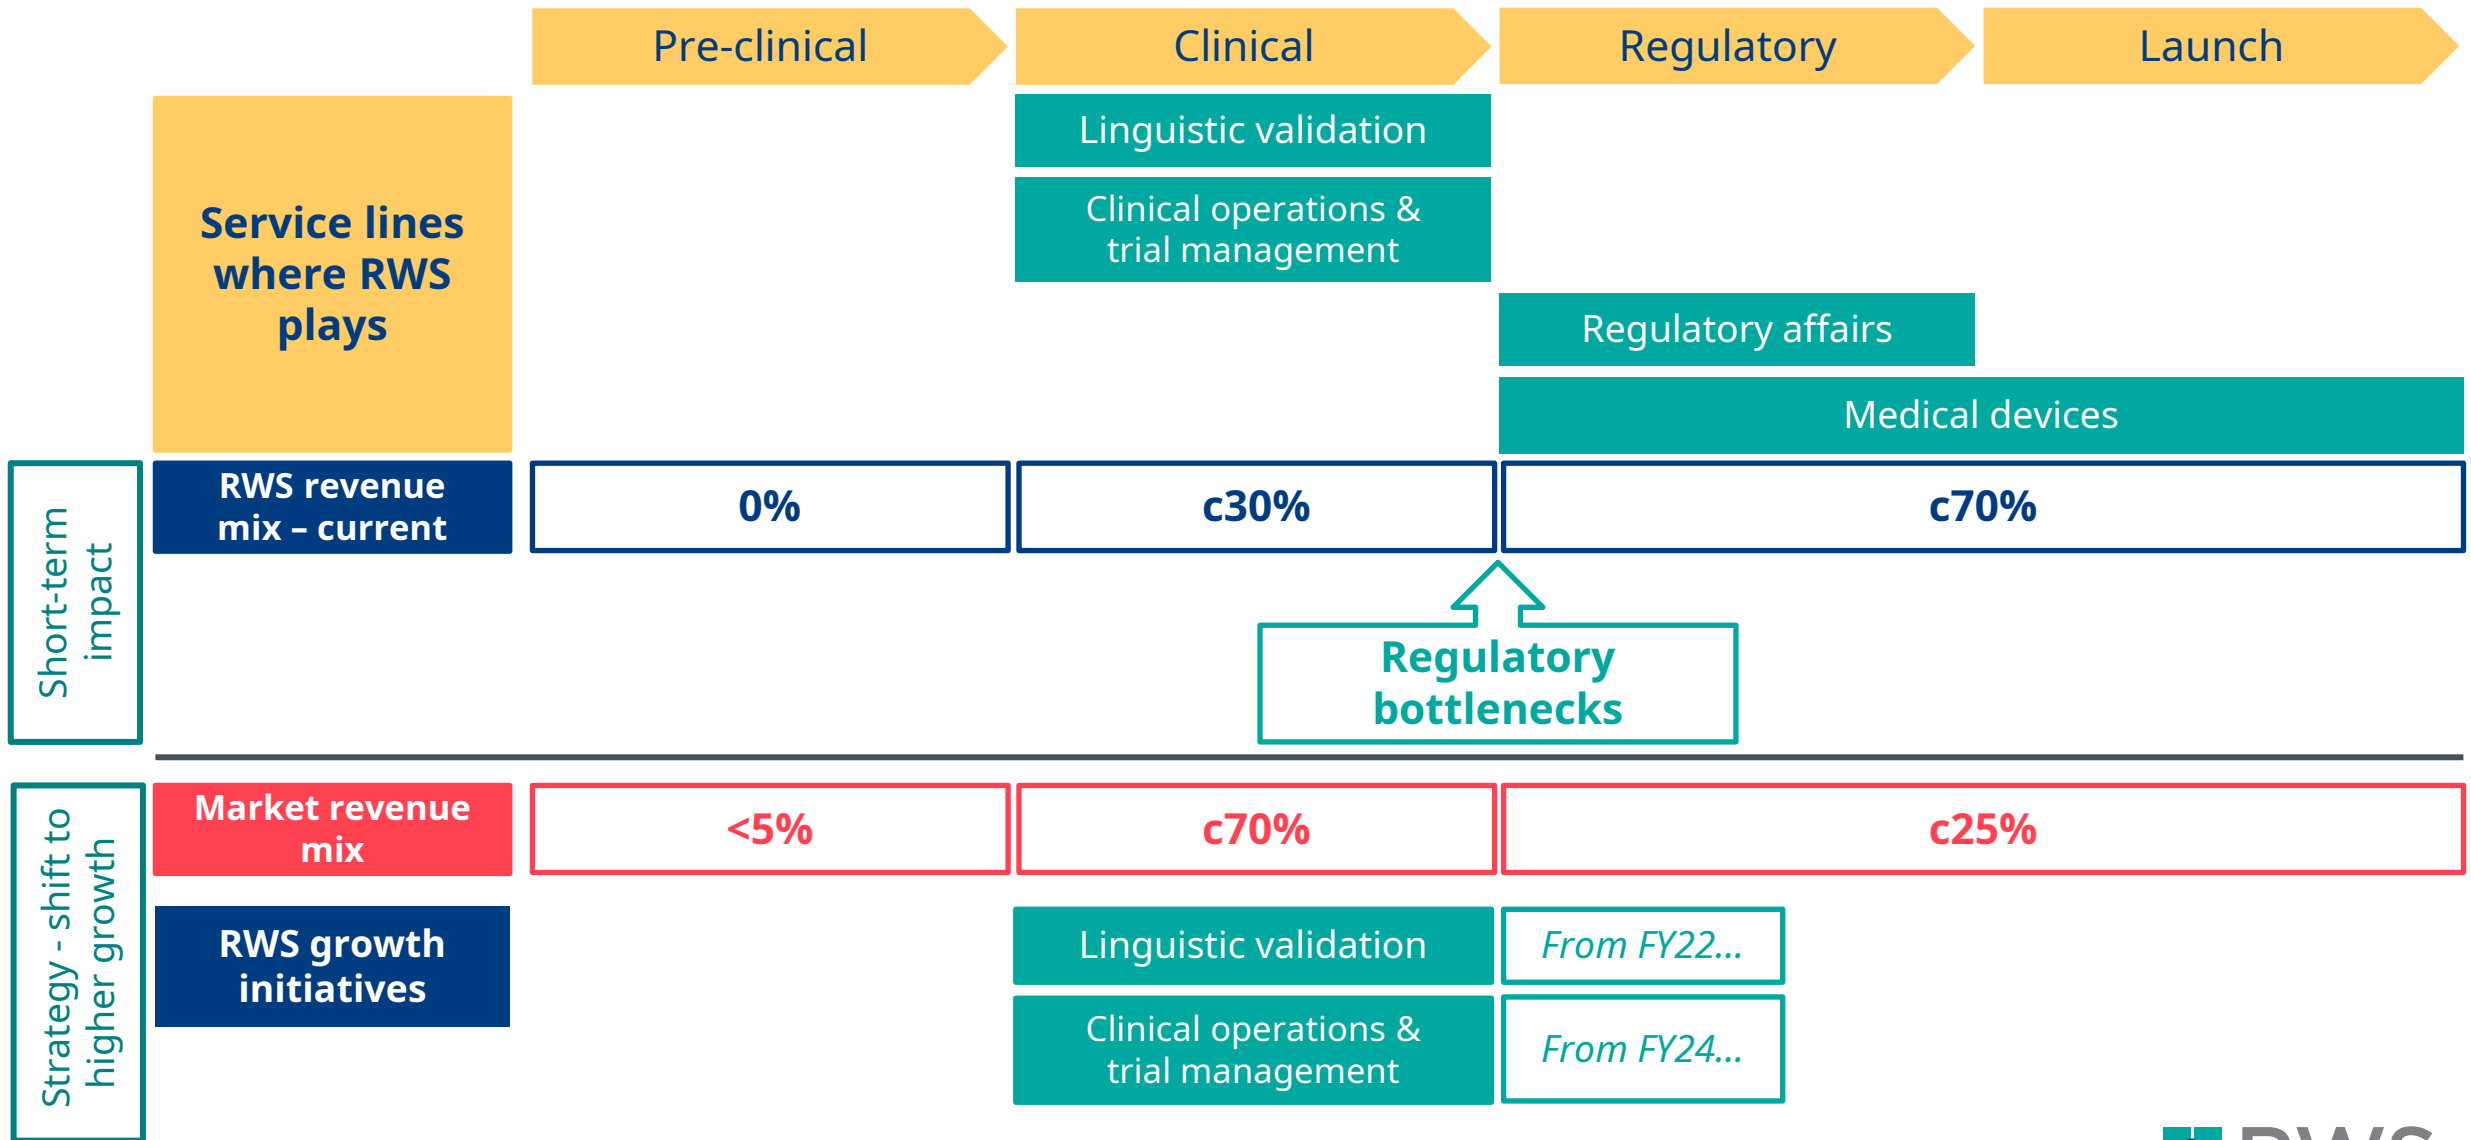 Pre-clinical
Clinical
Regulatory
Launch
Service lines
where RWS
plays
Linguistic validation
Clinical operations &
trial management
Regulatory affairs
Medical devices
Short-term
impact
RWS revenue
mix – current
0%
c30%
c70%
Regulatory
bottlenecks
Strategy - shift to
higher growth
Market revenue
mix
<5%
c70%
c25%
RWS growth
initiatives
Linguistic validation
From FY22...
Clinical operations &
trial management
From FY24...
RWS